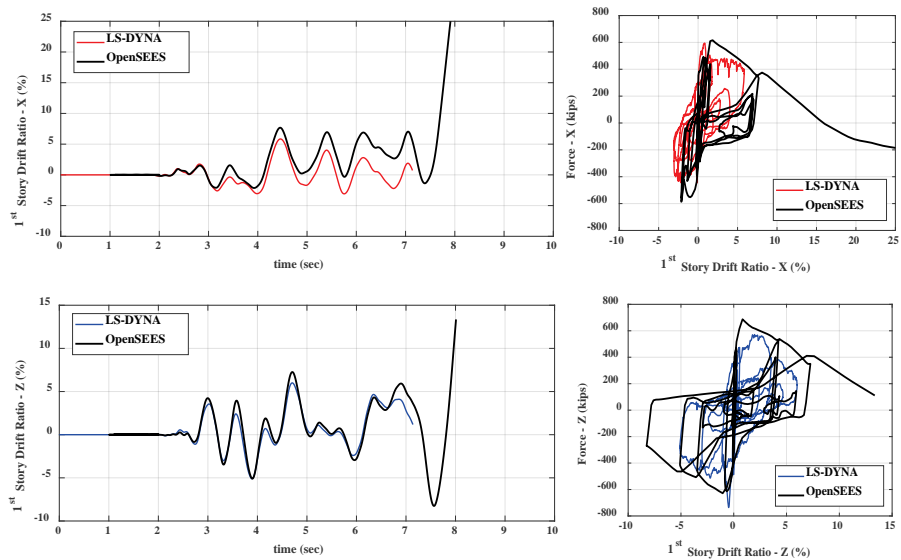 25
20
15
10
5
0
-5
-10
1st Story Drift Ratio - X (%)
LS-DYNA
OpenSEES
0 1 2 3 4 5 6 7 8 9 10
time (sec)
800
600
400
200
0
-200
-400
-600
-800
Force - X (kips)
LS-DYNA
OpenSEES
-10 -5 0 5 10 15 20 25
1st Story Drift Ratio - X (%)
15
10
5
0
-5
-10
1st Story Drift Ratio - Z (%)
LS-DYNA
OpenSEES
0 1 2 3 4 5 6 7 8 9 10
time (sec)
800
600
400
200
0
-200
-400
-600
-800
Force - Z (kips)
LS-DYNA
OpenSEES
-10 -5 0 5 10 15
1st Story Drift Ratio - Z (%)